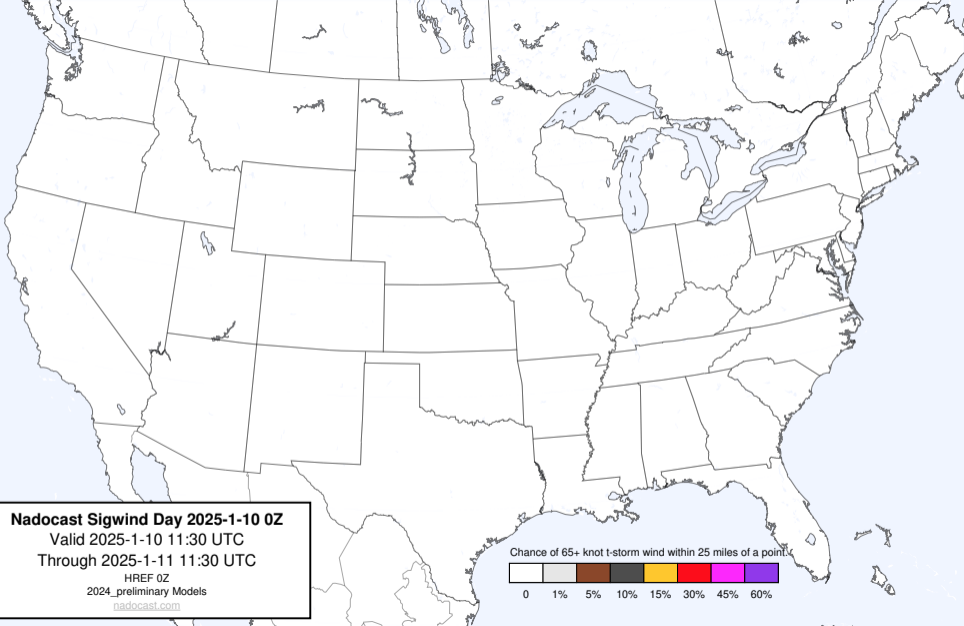 Nadocast Sigwind Day 2025-1-10 0Z
Valid 2025-1-10 11:30 UTC
Through 2025-1-11 11:30 UTC
HREF 0Z
2024_preliminary Models
nadocast.com
Chance of 65+ knot t-storm wind within 25 miles of a point.
0 1% 5% 10% 15% 30% 45% 60%